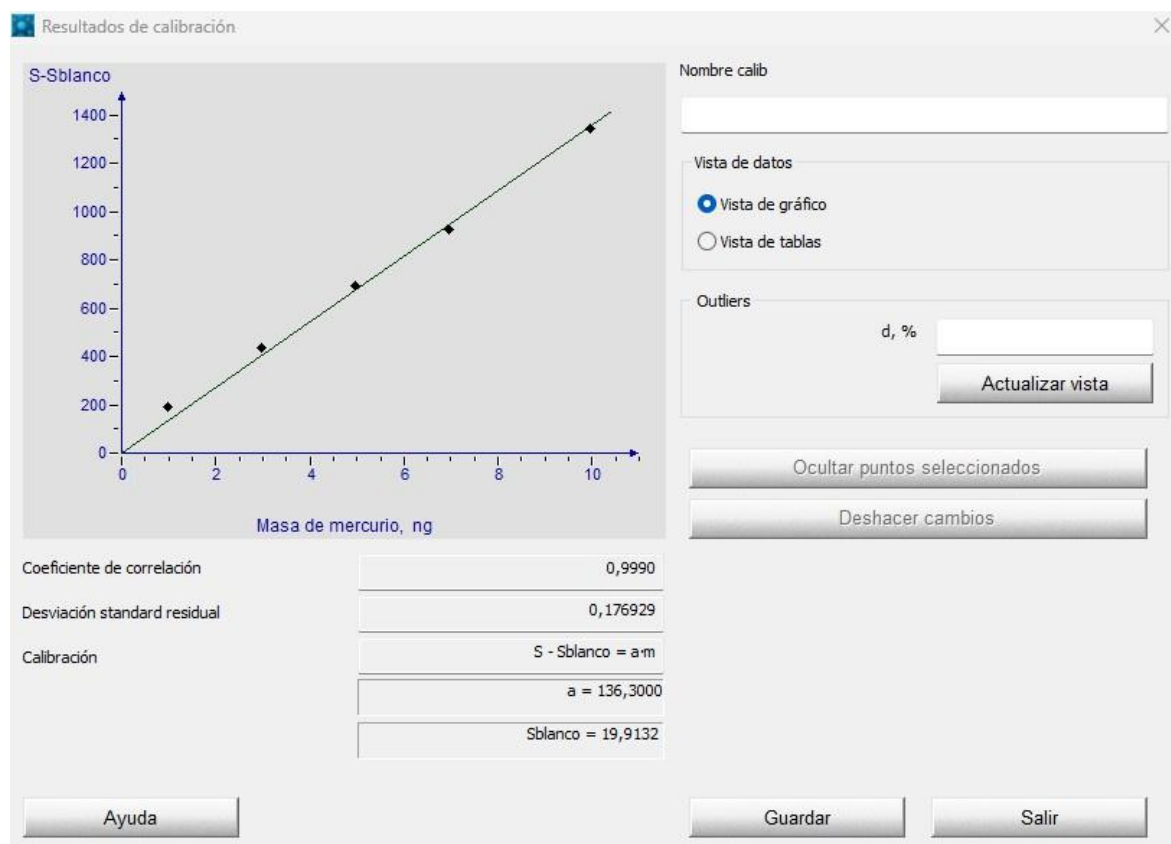 Resultados de calibración
S-Sblanco
1400
1200
1000
800
600
400
200
0
0 2 4 6 8 10
Masa de mercurio, ng
Nombre calib
Vista de datos
Vista de gráfico
Vista de tablas
Outliers
d, %
Actualizar vista
Ocultar puntos seleccionados
Deshacer cambios
Coeficiente de correlación 0,9990
Desviación standard residual 0,176929
Calibración S - Sblanco = a·m
a = 136,3000
Sblanco = 19,9132
Ayuda Guardar Salir